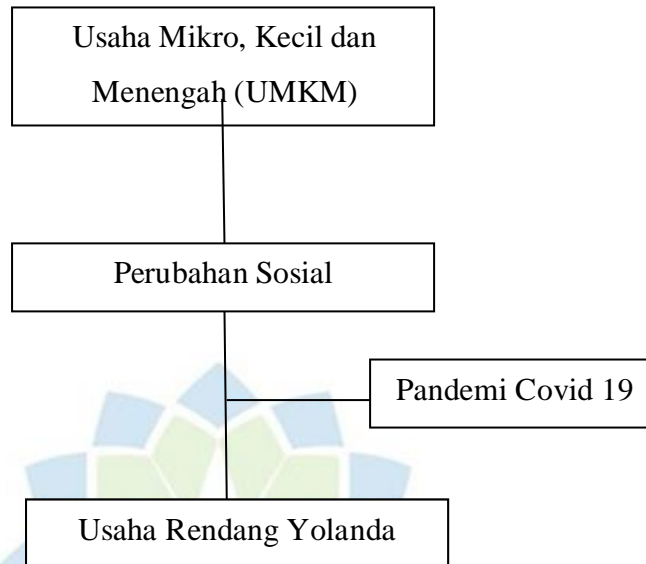 Usaha Mikro, Kecil dan
Menengah (UMKM)
Perubahan Sosial
Pandemi Covid 19
Usaha Rendang Yolanda